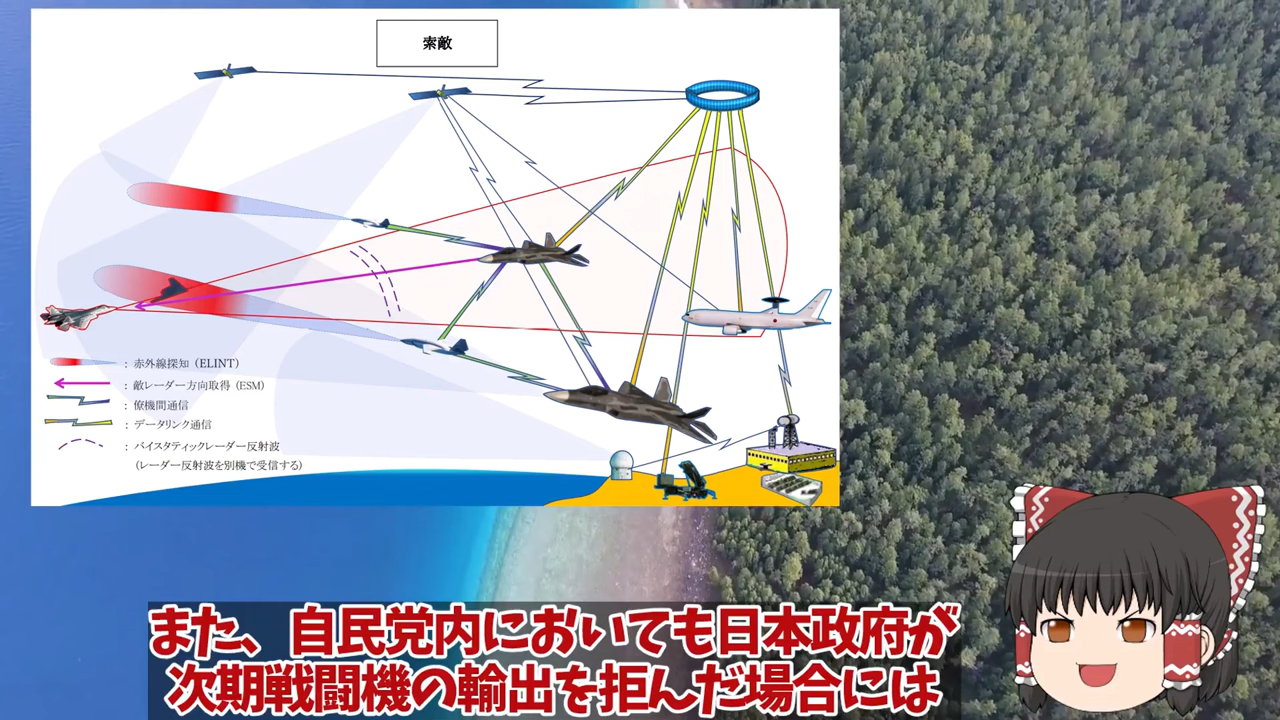 索敵
: 赤外線探知(ELINT)
: 敵レーダー方向取得(ESM)
: 僚機間通信
: データリンク通信
: バイスタティックレーダー反射波
(レーダー反射波を別機で受信する)
また、自民党内においても日本政府が
次期戦闘機の輸出を拒んだ場合には